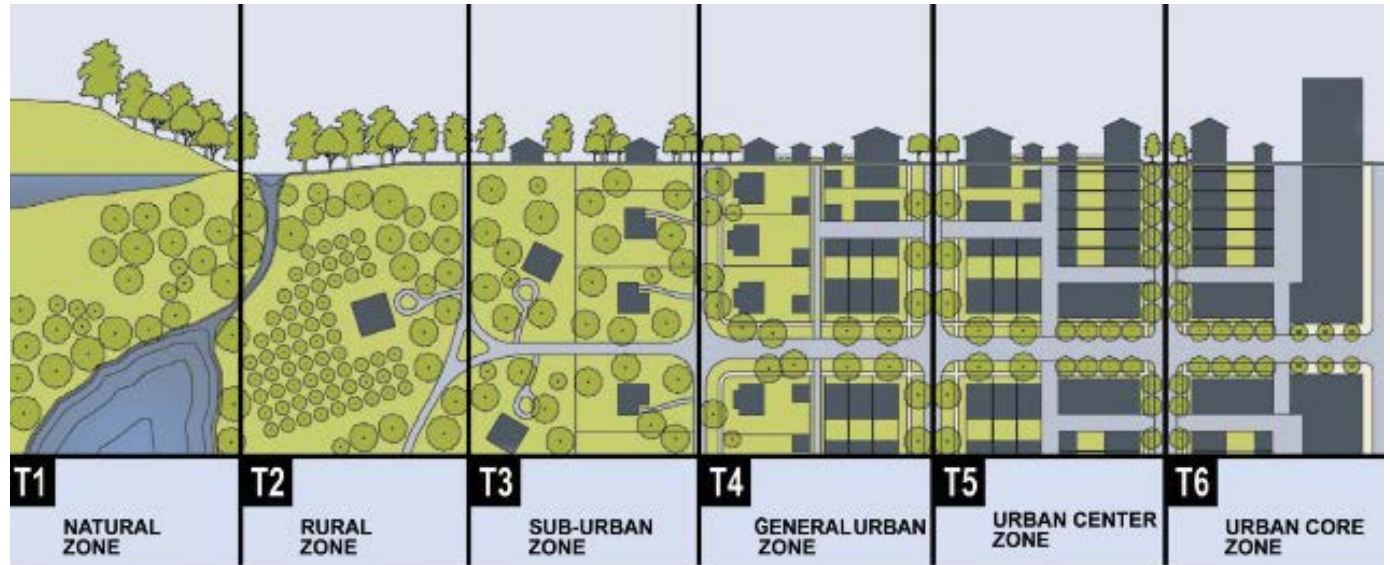 T1
NATURAL
ZONE
T2
RURAL
ZONE
T3
SUB-URBAN
ZONE
T4
GENERAL URBAN
ZONE
T5
URBAN CENTER
ZONE
T6
URBAN CORE
ZONE